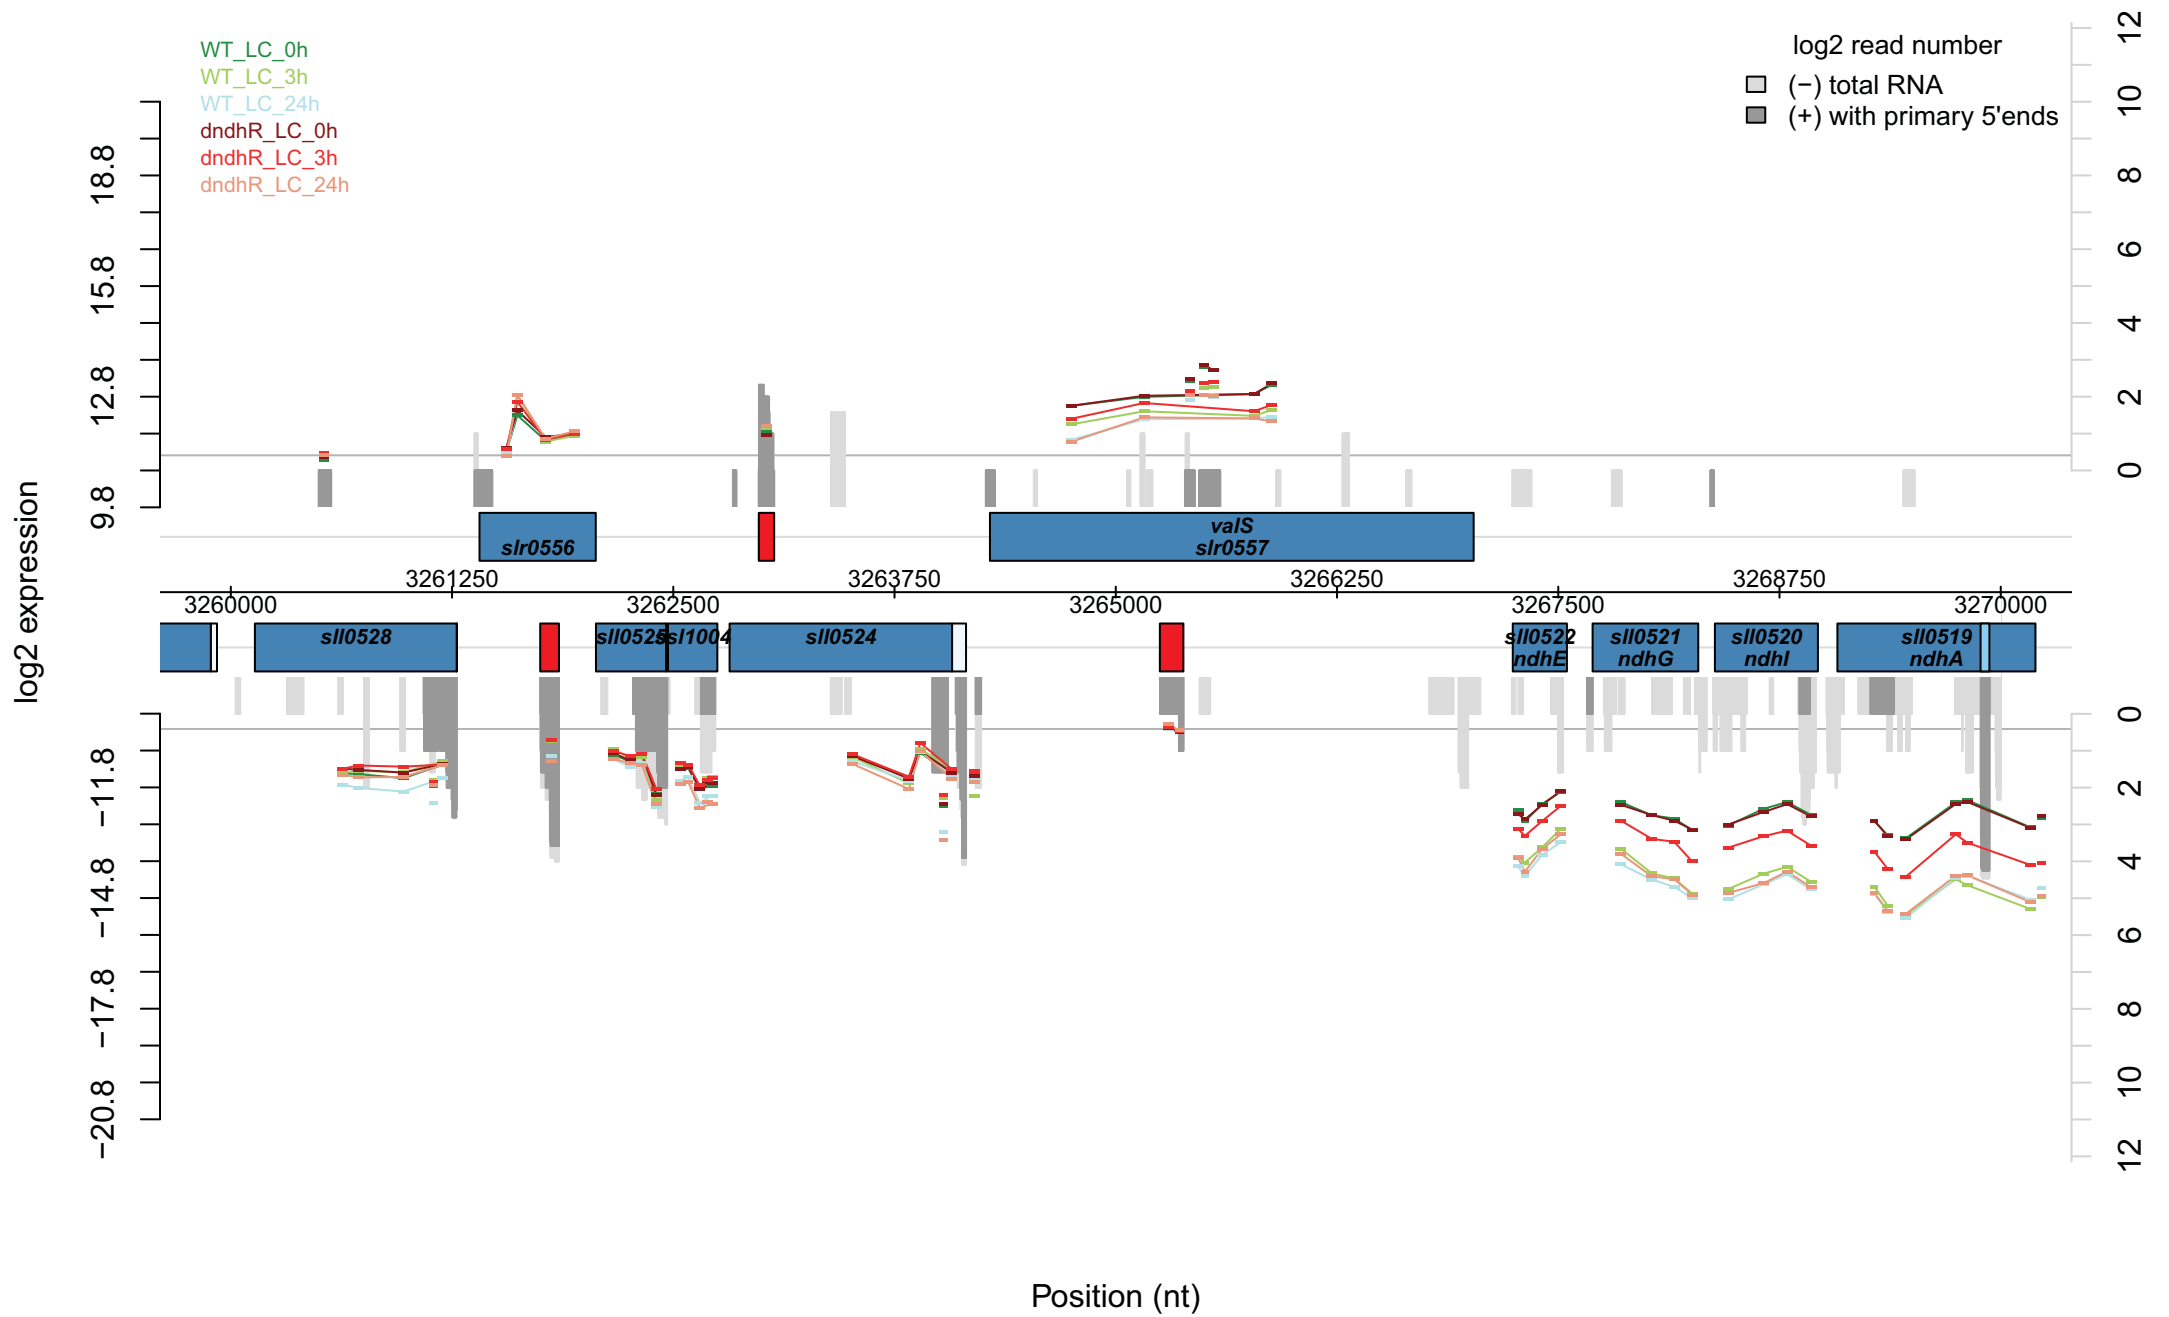 WT_LC_0h
WT_LC_3h
WT_LC_24h
dndhR_LC_0h
dndhR_LC_3h
dndhR_LC_24h
log2 read number
(−) total RNA
(+) with primary 5'ends
log2 expression
18.8
15.8
12.8
9.8
12
10
8
6
4
2
0
slr0556
valS
slr0557
3261250
3263750
3266250
3268750
3260000
3262500
3265000
3267500
3270000
sll0528
sll0525
ssl1004
sll0524
sll0522
ndhE
sll0521
ndhG
sll0520
ndhI
sll0519
ndhA
−11.8
−14.8
−17.8
−20.8
0
2
4
6
8
10
12
Position (nt)